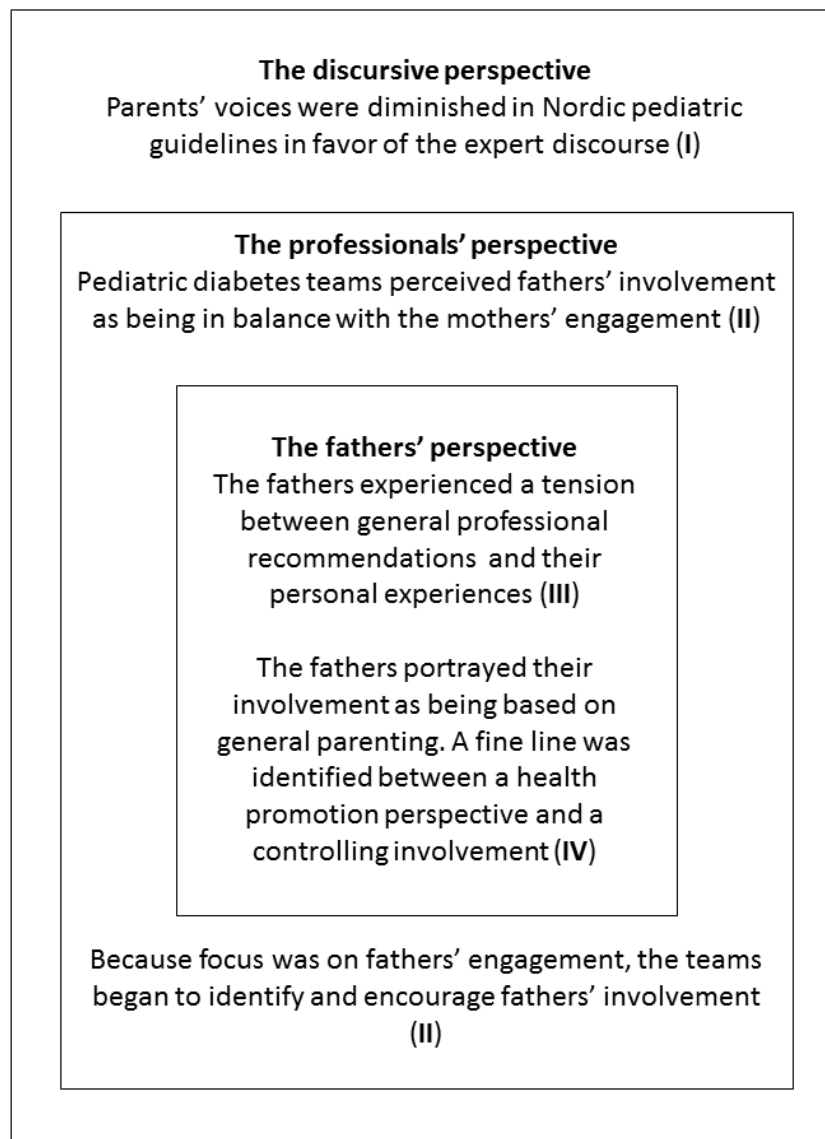 The discursive perspective
Parents’ voices were diminished in Nordic pediatric
guidelines in favor of the expert discourse (I)
The professionals’ perspective
Pediatric diabetes teams perceived fathers’ involvement
as being in balance with the mothers’ engagement (II)
The fathers’ perspective
The fathers experienced a tension
between general professional
recommendations and their
personal experiences (III)
The fathers portrayed their
involvement as being based on
general parenting. A fine line was
identified between a health
promotion perspective and a
controlling involvement (IV)
Because focus was on fathers’ engagement, the teams
began to identify and encourage fathers’ involvement
(II)